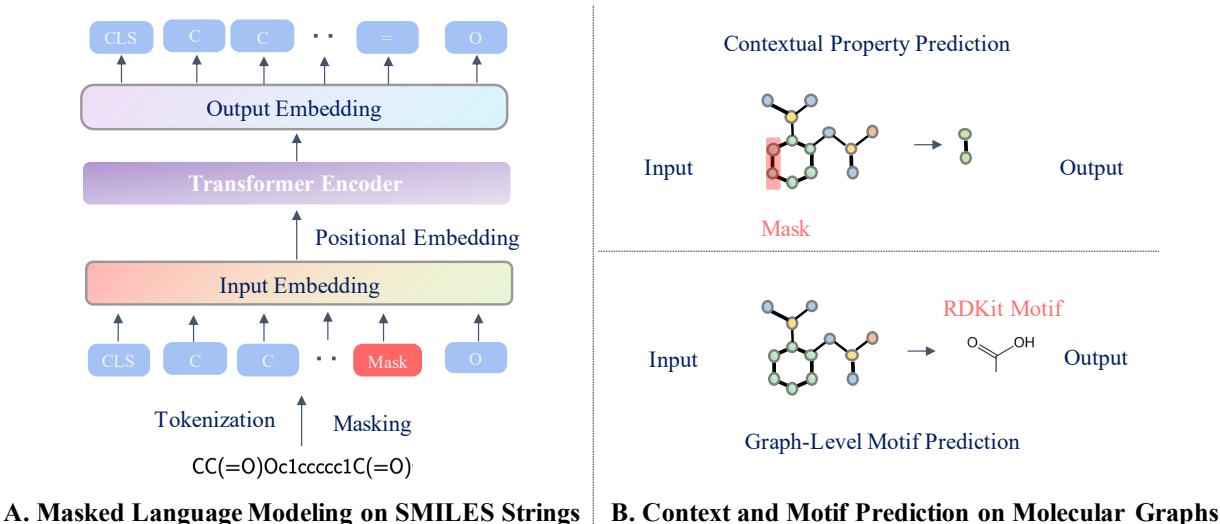 CLS C C · · = O
Output Embedding
Transformer Encoder
Positional Embedding
Input Embedding
CLS C C · · Mask O
Tokenization
Masking
CC(=O)Oc1ccccc1C(=O)
A. Masked Language Modeling on SMILES Strings
Contextual Property Prediction
Input
Output
Mask
RDKit Motif
O OH
Input
Output
Graph-Level Motif Prediction
B. Context and Motif Prediction on Molecular Graphs